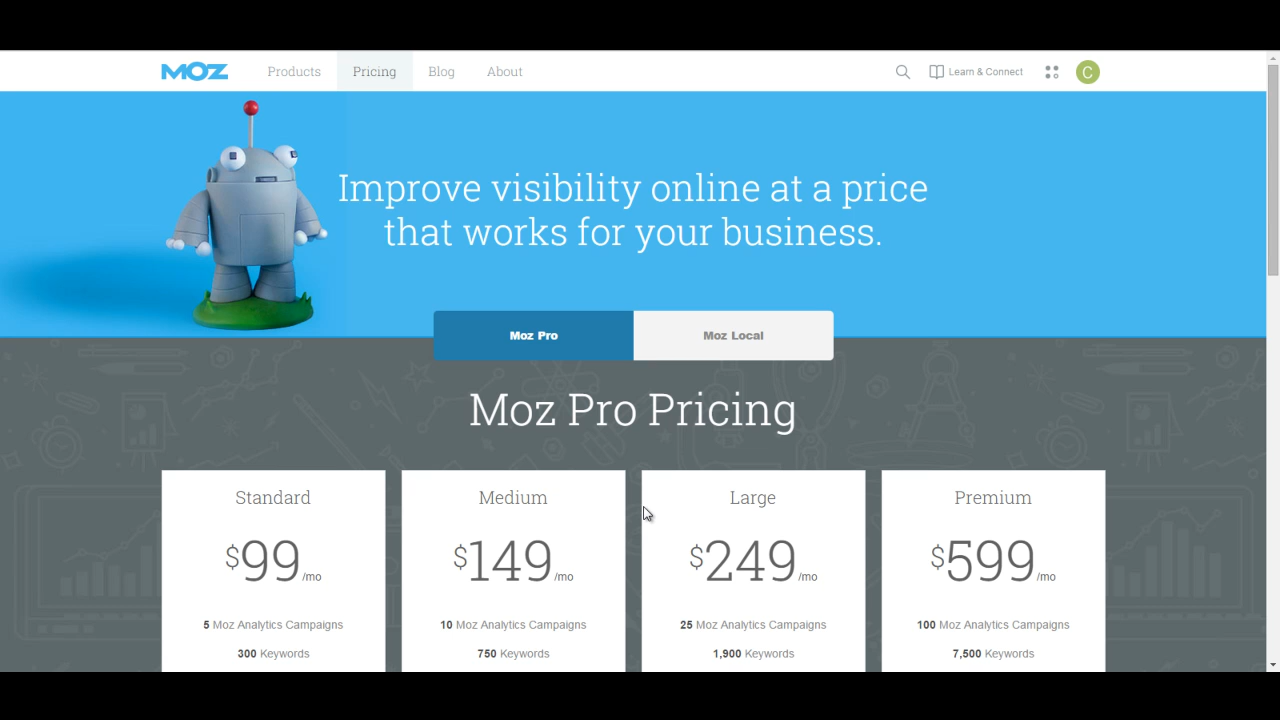 MOZ Products Pricing Blog About Learn & Connect C
Improve visibility online at a price
that works for your business.
Moz Pro Moz Local
Moz Pro Pricing
Standard Medium Large Premium
$99/mo $149/mo $249/mo $599/mo
5 Moz Analytics Campaigns 10 Moz Analytics Campaigns 25 Moz Analytics Campaigns 100 Moz Analytics Campaigns
300 Keywords 750 Keywords 1,900 Keywords 7,500 Keywords